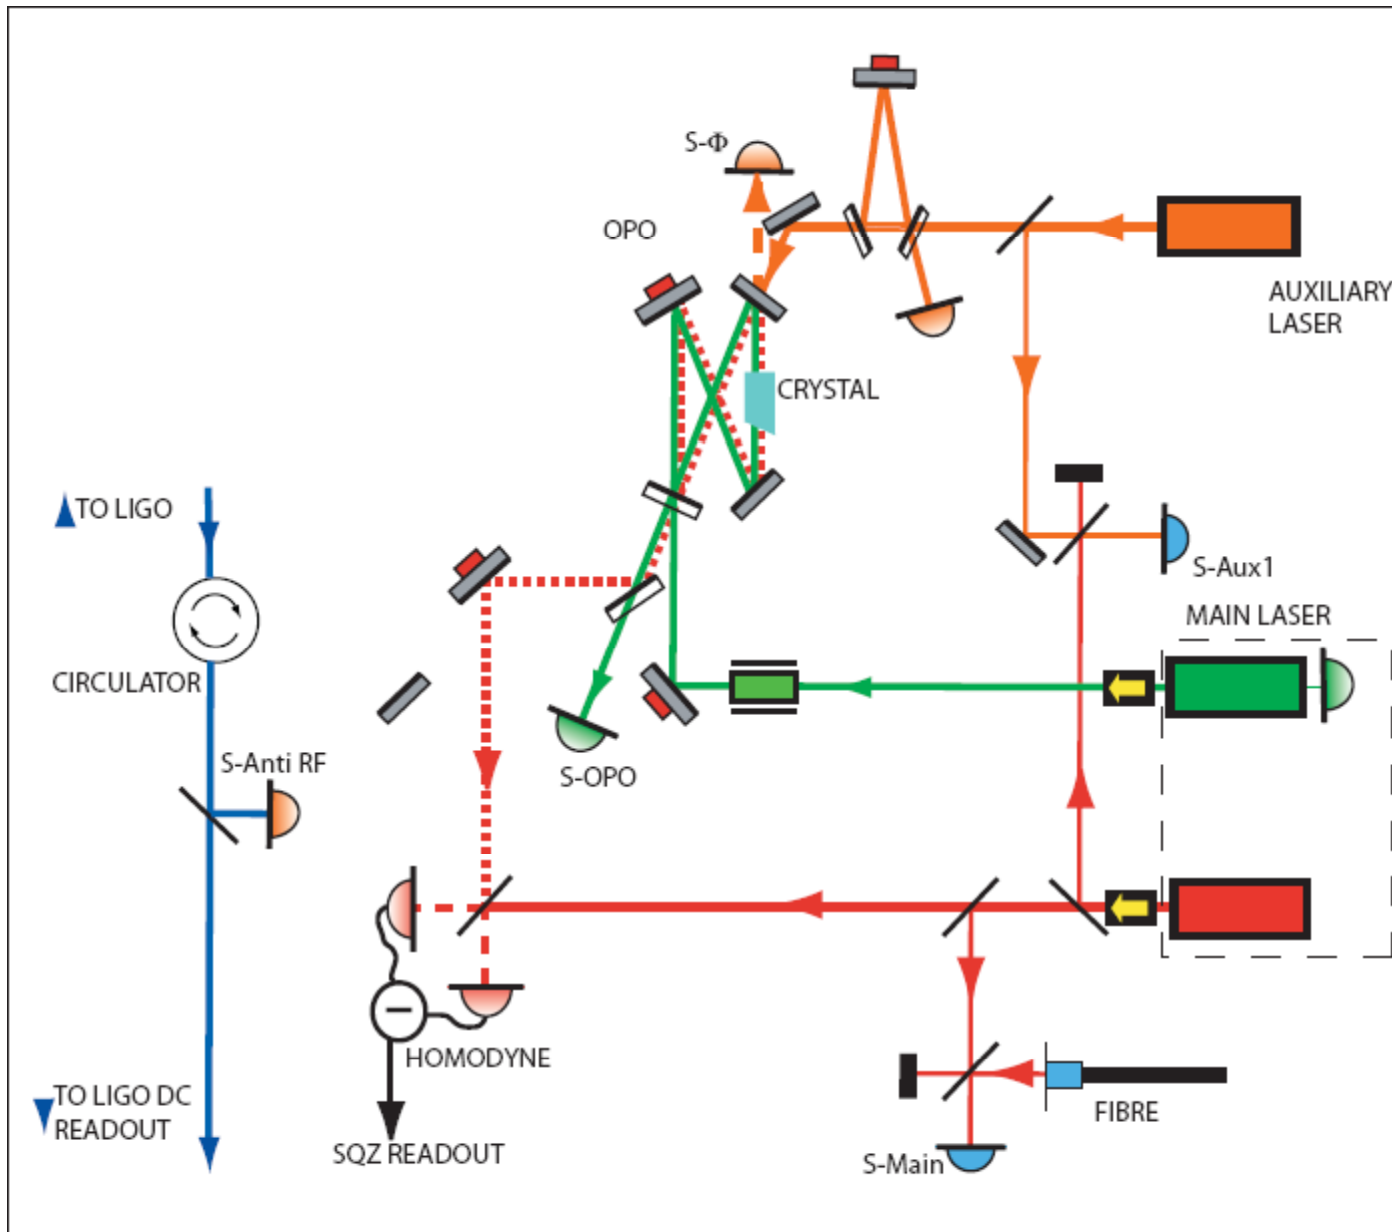 S-Φ
OPO
AUXILIARY
LASER
CRYSTAL
TO LIGO
S-Aux1
MAIN LASER
CIRCULATOR
S-Anti RF
S-OPO
HOMODYNE
TO LIGO DC
READOUT
FIBRE
SQZ READOUT
S-Main